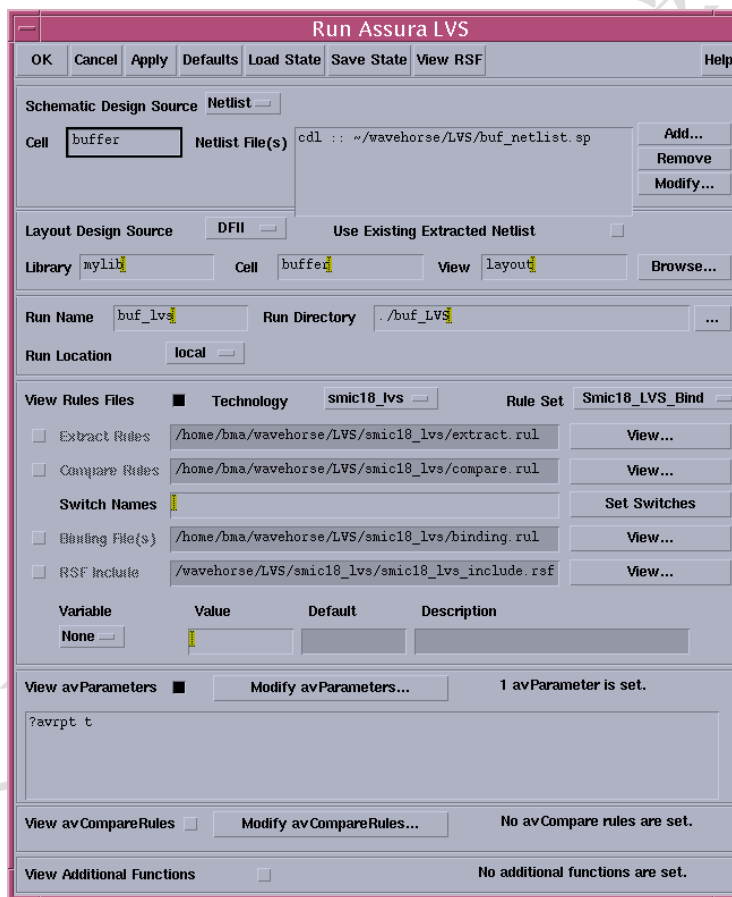 Run Assura LVS
OK Cancel Apply Defaults Load State Save State View RSF Help
Schematic Design Source Netlist
Cell buffer Netlist File(s) cdl :: ~/wavehorse/LVS/buf_netlist.sp Add...
Remove
Modify...
Layout Design Source DFII Use Existing Extracted Netlist
Library mylib Cell buffer View layout Browse...
Run Name buf_lvs Run Directory ./buf_LVS ...
Run Location local
View Rules Files Technology smic18_lvs Rule Set Smic18_LVS_Bind
Extract Rules /home/bma/wavehorse/LVS/smic18_lvs/extract.rul View...
Compare Rules /home/bma/wavehorse/LVS/smic18_lvs/compare.rul View...
Switch Names Set Switches
Binding File(s) /home/bma/wavehorse/LVS/smic18_lvs/binding.rul View...
RSF Include /wavehorse/LVS/smic18_lvs/smic18_lvs_include.rsf View...
Variable Value Default Description
None
View avParameters Modify avParameters... 1 avParameter is set.
?avrpt t
View avCompareRules Modify avCompareRules... No avCompare rules are set.
View Additional Functions No additional functions are set.